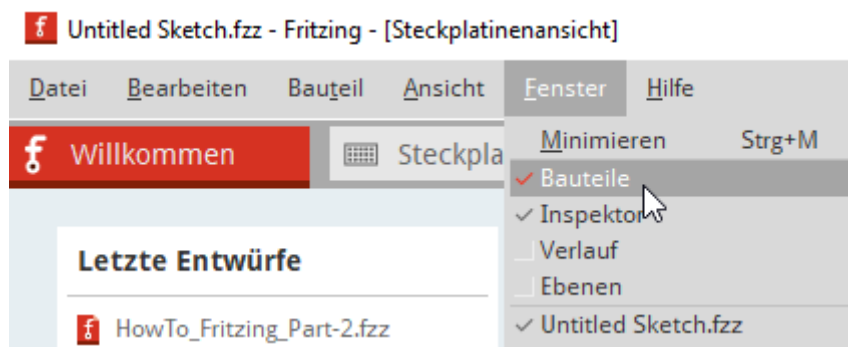 Untitled Sketch.fzz - Fritzing - [Steckplatinenansicht]
Datei Bearbeiten Bauteil Ansicht Fenster Hilfe
Willkommen
Steckpla
Minimieren Strg+M
Bauteile
Inspektor
Verlauf
Ebenen
Untitled Sketch.fzz
Letzte Entwürfe
HowTo_Fritzing_Part-2.fzz